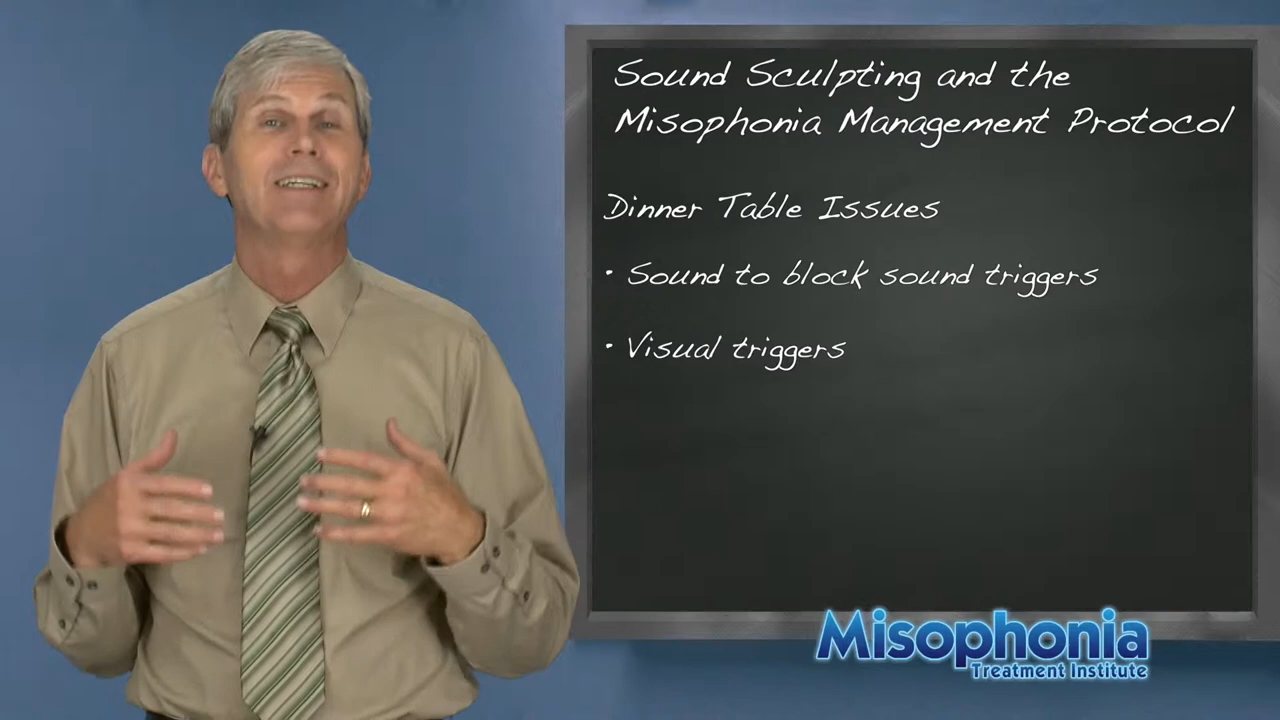 Sound Sculpting and the
Misophonia Management Protocol
Dinner Table Issues
• Sound to block sound triggers
• Visual triggers
Misophonia
Treatment Institute